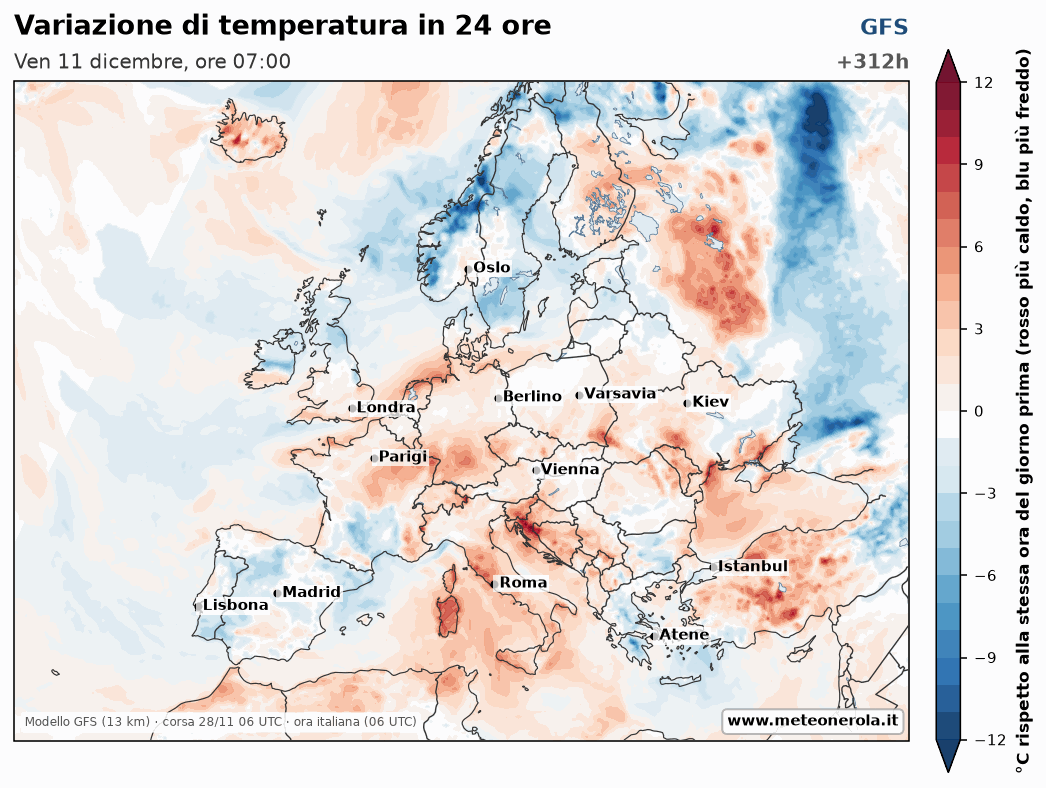 Variazione di temperatura in 24 ore
GFS
Ven 11 dicembre, ore 07:00
+312h
Oslo
Londra
Berlino
Varsavia
Kiev
Parigi
Vienna
Istanbul
Roma
Madrid
Lisbona
Atene
Modello GFS (13 km) · corsa 28/11 06 UTC · ora italiana (06 UTC)
www.meteonerola.it
12
9
6
3
0
−3
−6
−9
−12
°C rispetto alla stessa ora del giorno prima (rosso più caldo, blu più freddo)